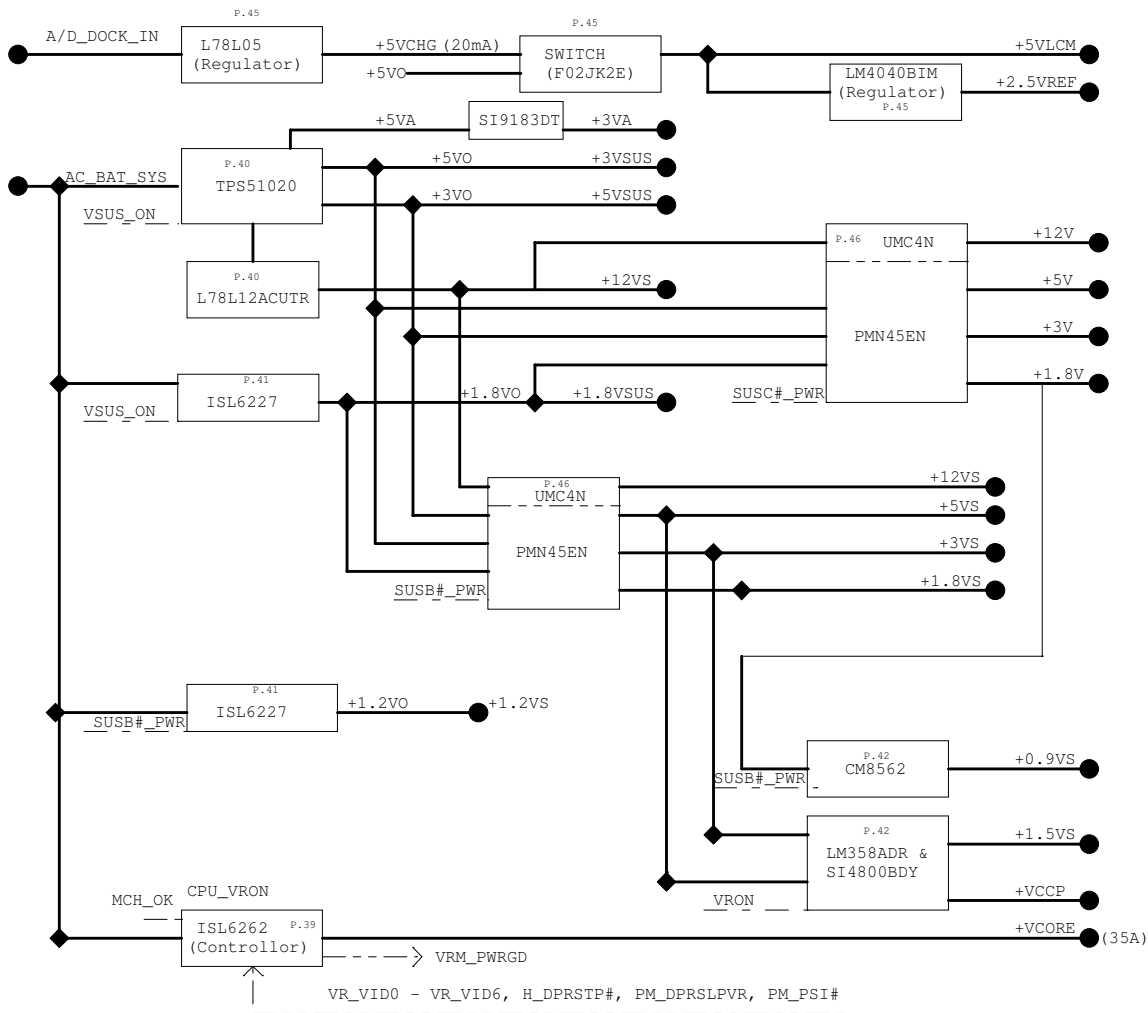 P.45
A/D_DOCK_IN
L78L05
(Regulator)
+5VCHG (20mA)
+5VO
P.45
SWITCH
(F02JK2E)
+5VLCM
LM4040BIM
(Regulator)
P.45
+2.5VREF
+5VA
SI9183DT
+3VA
AC_BAT_SYS
VSUS_ON
P.40
TPS51020
+5VO
+3VSUS
+3VO
+5VSUS
P.40
L78L12ACUTR
+12VS
P.46
UMC4N
PMN45EN
SUSC#_PWR
+12V
+5V
+3V
+1.8V
VSUS_ON
P.41
ISL6227
+1.8VO
+1.8VSUS
P.46
UMC4N
PMN45EN
SUSB#_PWR
+12VS
+5VS
+3VS
+1.8VS
SUSB#_PWR
P.41
ISL6227
+1.2VO
+1.2VS
SUSB#_PWR
P.42
CM8562
+0.9VS
P.42
LM358ADR &
SI4800BDY
VRON
+1.5VS
+VCCP
MCH_OK
CPU_VRON
ISL6262
P.39
(Controllor)
+VCORE
(35A)
VRM_PWRGD
VR_VID0 - VR_VID6, H_DPRSTP#, PM_DPRSLPVR, PM_PSI#